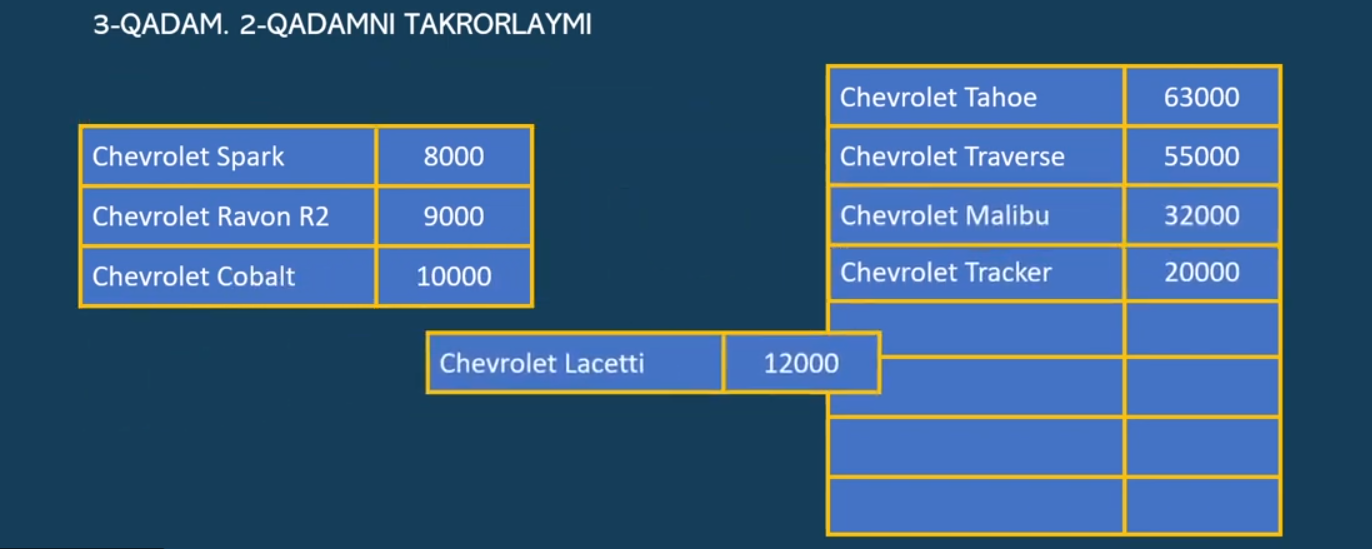 3-QADAM. 2-QADAMNI TAKRORLAYMI
Chevrolet Spark 8000
Chevrolet Ravon R2 9000
Chevrolet Cobalt 10000
Chevrolet Lacetti 12000
Chevrolet Tahoe 63000
Chevrolet Traverse 55000
Chevrolet Malibu 32000
Chevrolet Tracker 20000